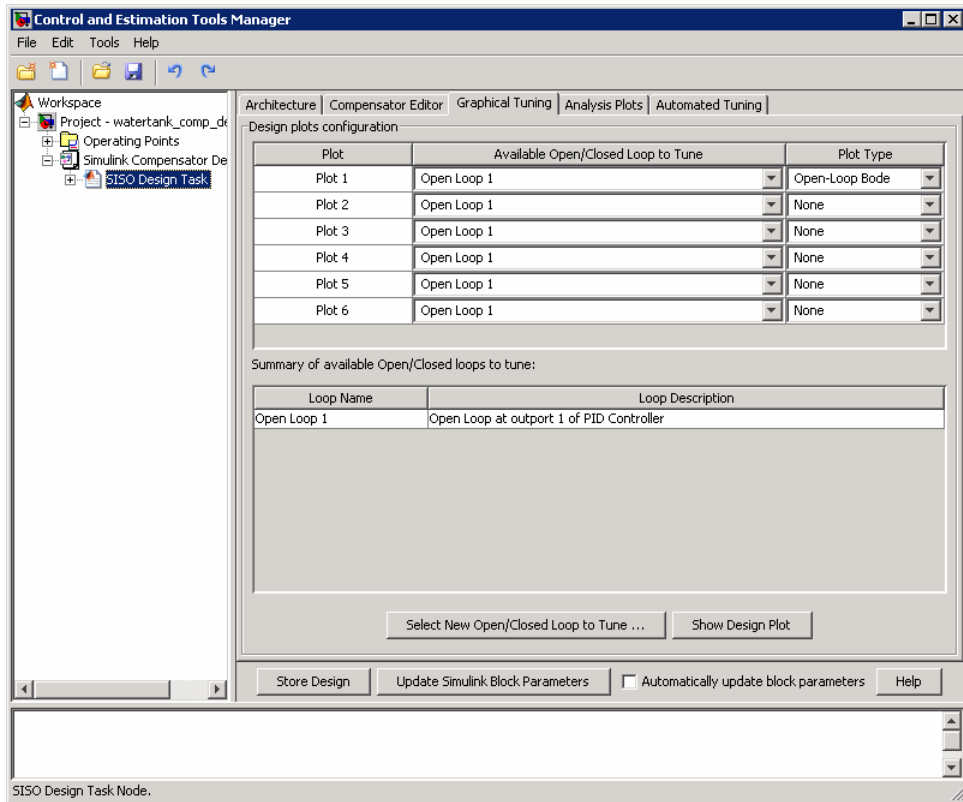 Control and Estimation Tools Manager
File Edit Tools Help
Workspace
Project - watertank_comp_de
Operating Points
Simulink Compensator De
SISO Design Task
Architecture Compensator Editor Graphical Tuning Analysis Plots Automated Tuning
Design plots configuration
Plot Available Open/Closed Loop to Tune Plot Type
Plot 1 Open Loop 1 Open-Loop Bode
Plot 2 Open Loop 1 None
Plot 3 Open Loop 1 None
Plot 4 Open Loop 1 None
Plot 5 Open Loop 1 None
Plot 6 Open Loop 1 None
Summary of available Open/Closed loops to tune:
Loop Name Loop Description
Open Loop 1 Open Loop at outport 1 of PID Controller
Select New Open/Closed Loop to Tune ... Show Design Plot
Store Design Update Simulink Block Parameters Automatically update block parameters Help
SISO Design Task Node.